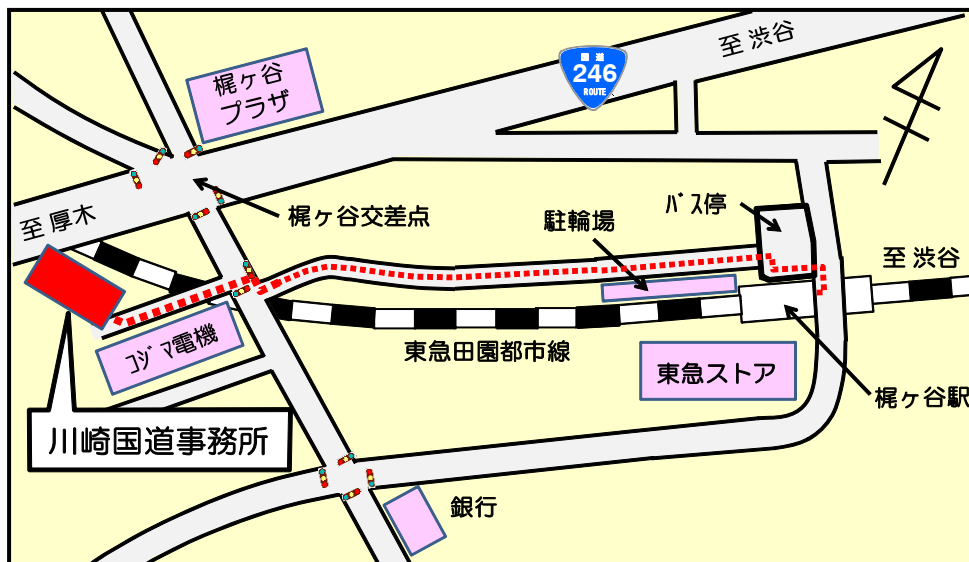 至 渋谷
国道
246
ROUTE
梶ヶ谷
プラザ
至 厚木
梶ヶ谷交差点
駐輪場
ﾊﾞｽ停
至 渋谷
ｺｼﾞﾏ電機
東急田園都市線
東急ストア
梶ヶ谷駅
川崎国道事務所
銀行